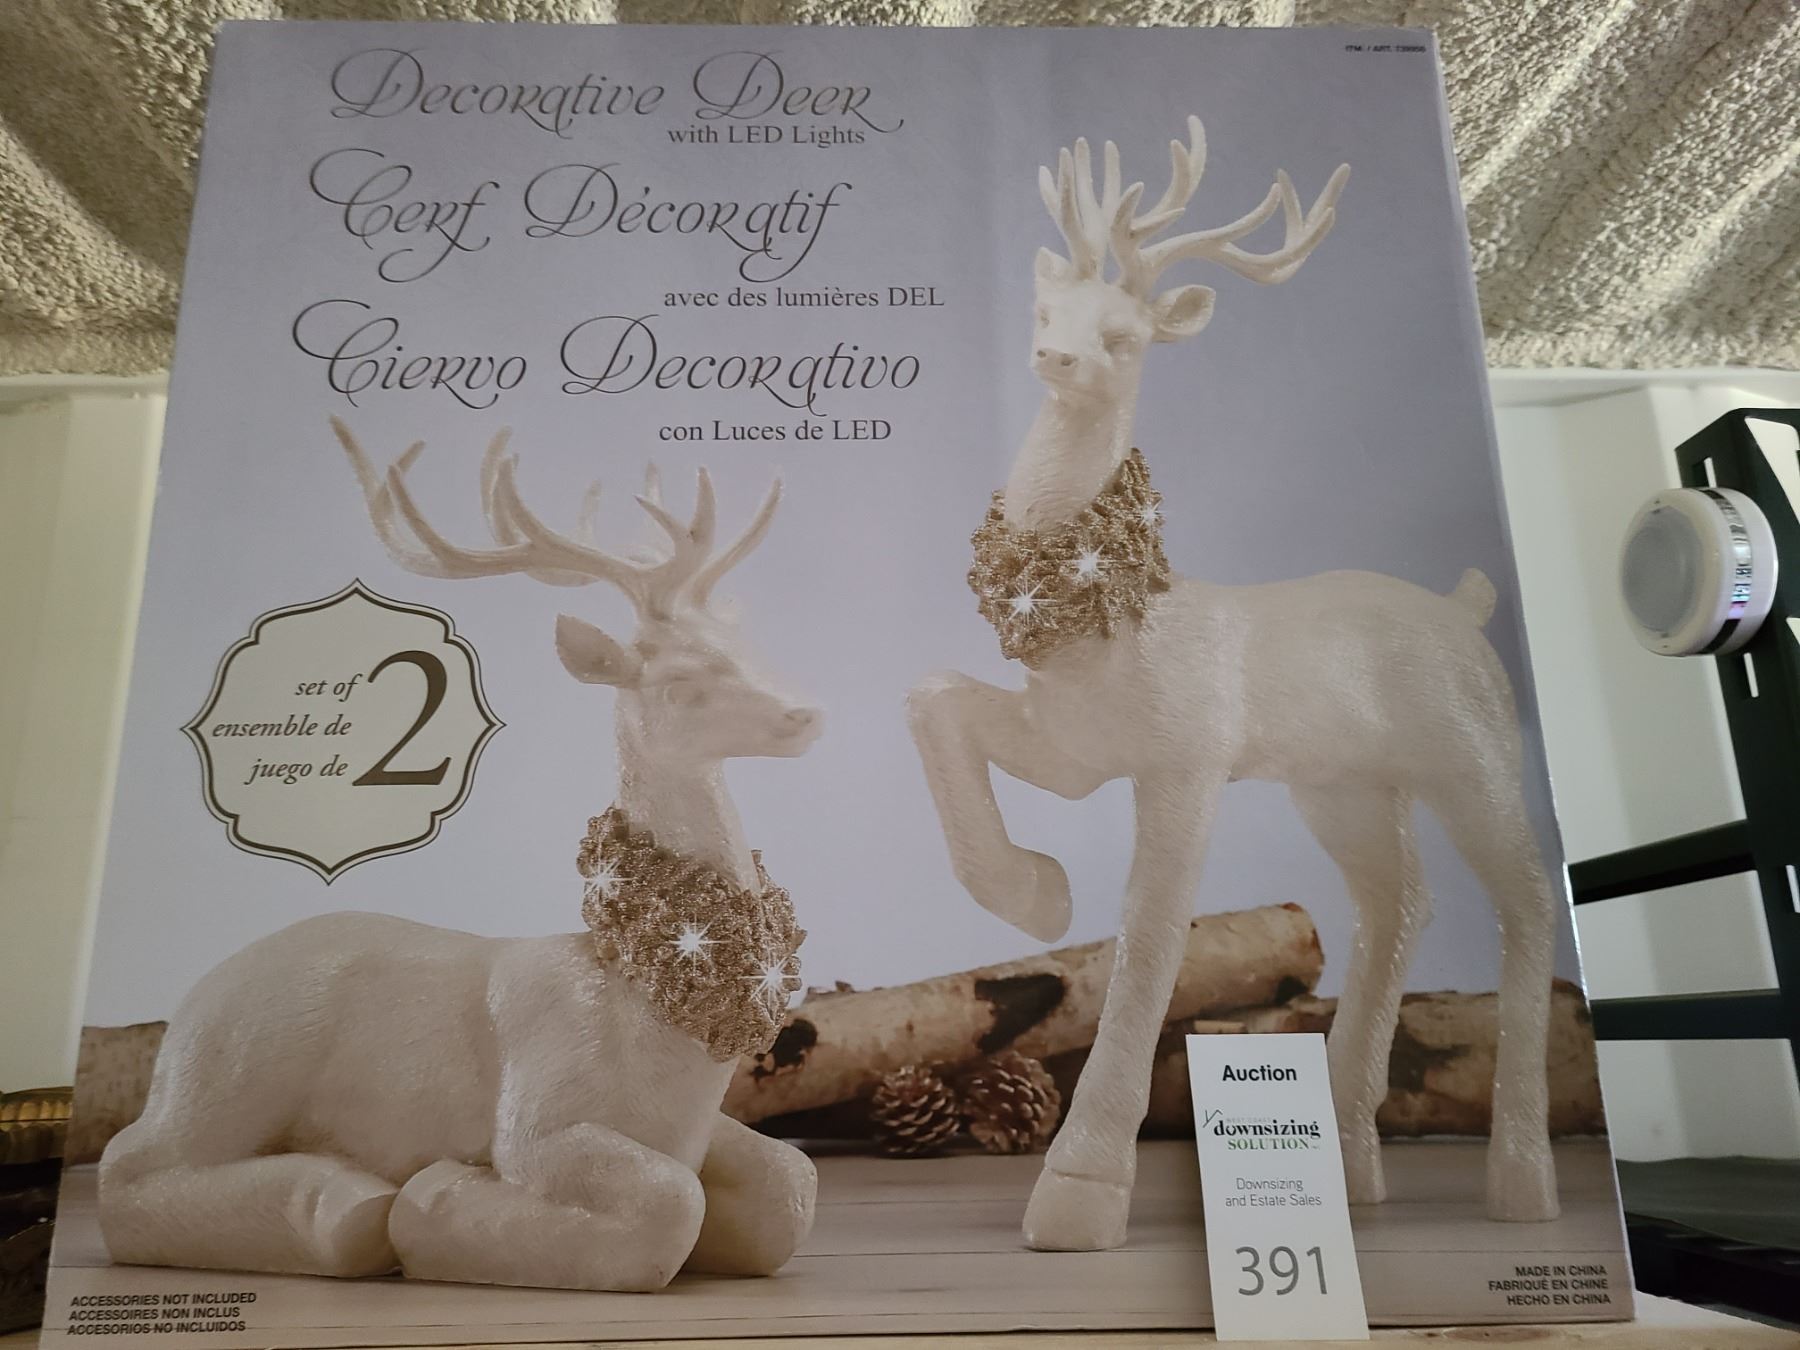 Decorative Deer
with LED Lights
Cerf Décoratif
avec des lumières DEL
Ciervo Decorativo
con Luces de LED
set of
ensemble de
juego de
2
ACCESSORIES NOT INCLUDED
ACCESSOIRES NON INCLUS
ACCESORIOS NO INCLUIDOS
Auction
downsizing
SOLUTION
Downsizing
and Estate Sales
391
MADE IN CHINA
FABRIQUÉ EN CHINE
HECHO EN CHINA